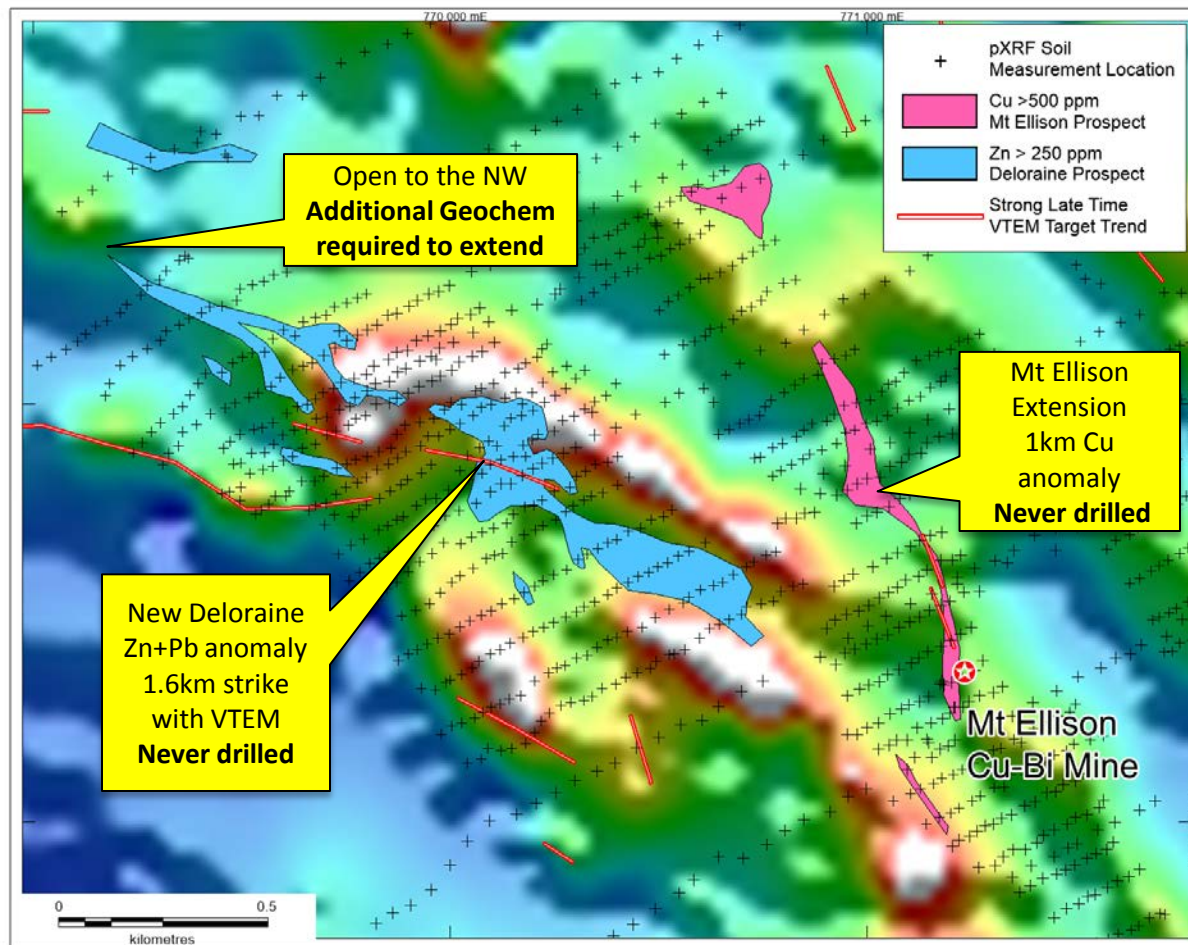 770 000 mE
771 000 mE
+ pXRF Soil
Measurement Location
Cu >500 ppm
Mt Ellison Prospect
Zn > 250 ppm
Deloraine Prospect
Strong Late Time
VTEM Target Trend
Open to the NW
Additional Geochem
required to extend
Mt Ellison
Extension
1km Cu
anomaly
Never drilled
New Deloraine
Zn+Pb anomaly
1.6km strike
with VTEM
Never drilled
Mt Ellison
Cu-Bi Mine
0 0.5
kilometres